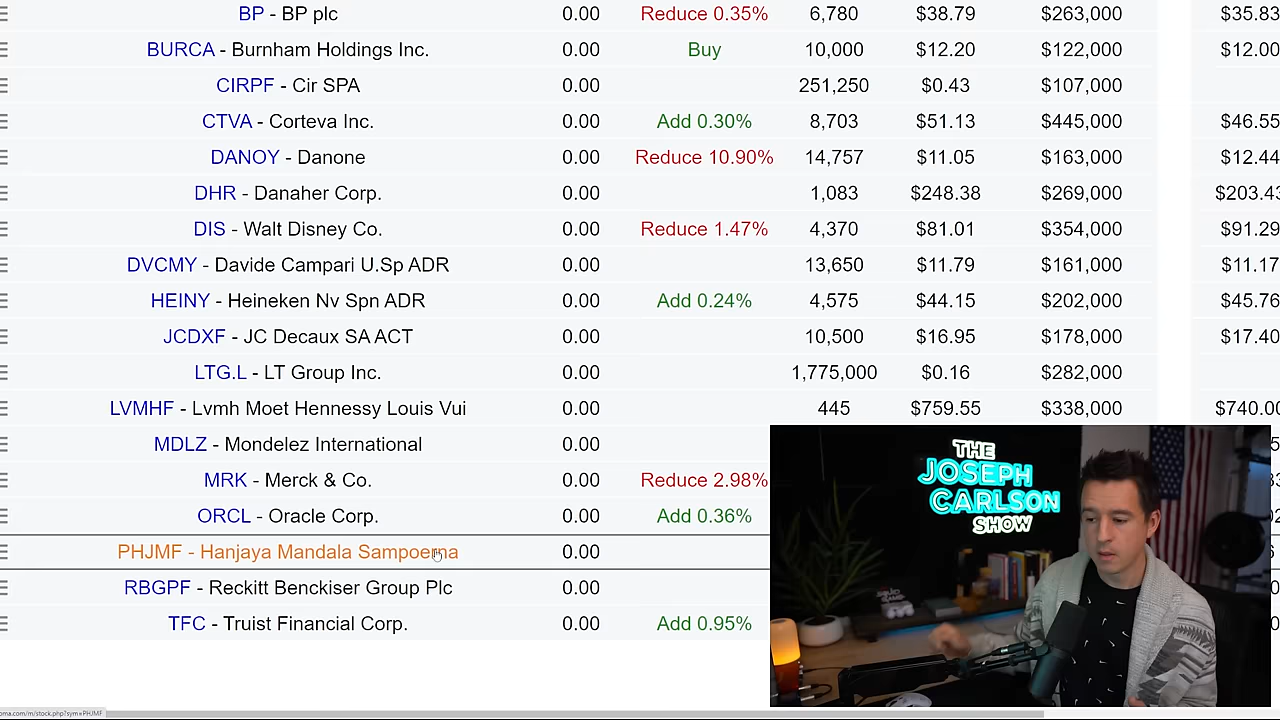 BP - BP plc 0.00 Reduce 0.35% 6,780 $38.79 $263,000 $35.83
BURCA - Burnham Holdings Inc. 0.00 Buy 10,000 $12.20 $122,000 $12.00
CIRPF - Cir SPA 0.00 251,250 $0.43 $107,000
CTVA - Corteva Inc. 0.00 Add 0.30% 8,703 $51.13 $445,000 $46.55
DANOY - Danone 0.00 Reduce 10.90% 14,757 $11.05 $163,000 $12.44
DHR - Danaher Corp. 0.00 1,083 $248.38 $269,000 $203.43
DIS - Walt Disney Co. 0.00 Reduce 1.47% 4,370 $81.01 $354,000 $91.29
DVCMY - Davide Campari U.Sp ADR 0.00 13,650 $11.79 $161,000 $11.17
HEINY - Heineken Nv Spn ADR 0.00 Add 0.24% 4,575 $44.15 $202,000 $45.76
JCDXF - JC Decaux SA ACT 0.00 10,500 $16.95 $178,000 $17.40
LTG.L - LT Group Inc. 0.00 1,775,000 $0.16 $282,000
LVMHF - Lvmh Moet Hennessy Louis Vui 0.00 445 $759.55 $338,000 $740.00
MDLZ - Mondelez International 0.00
MRK - Merck & Co. 0.00 Reduce 2.98%
ORCL - Oracle Corp. 0.00 Add 0.36%
PHJMF - Hanjaya Mandala Sampoerna 0.00
RBGPF - Reckitt Benckiser Group Plc 0.00
TFC - Truist Financial Corp. 0.00 Add 0.95%
THE
JOSEPH
CARLSON
SHOW
oma.com/m/stock.php?sym=PHJMF